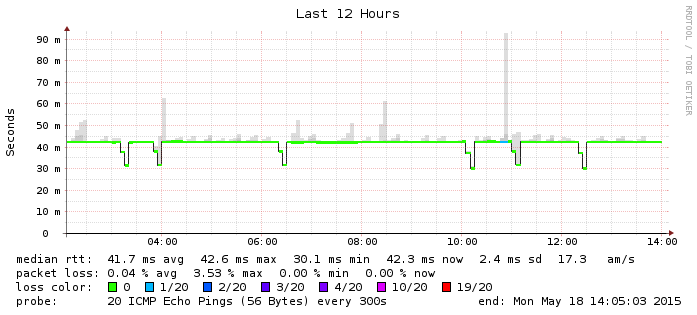 Last 12 Hours
RRDTOOL / TOBI OETIKER
Seconds
90 m
80 m
70 m
60 m
50 m
40 m
30 m
20 m
10 m
0
04:00 06:00 08:00 10:00 12:00 14:00
median rtt: 41.7 ms avg 42.6 ms max 30.1 ms min 42.3 ms now 2.4 ms sd 17.3 am/s
packet loss: 0.04 % avg 3.53 % max 0.00 % min 0.00 % now
loss color: 0 1/20 2/20 3/20 4/20 10/20 19/20
probe: 20 ICMP Echo Pings (56 Bytes) every 300s end: Mon May 18 14:05:03 2015